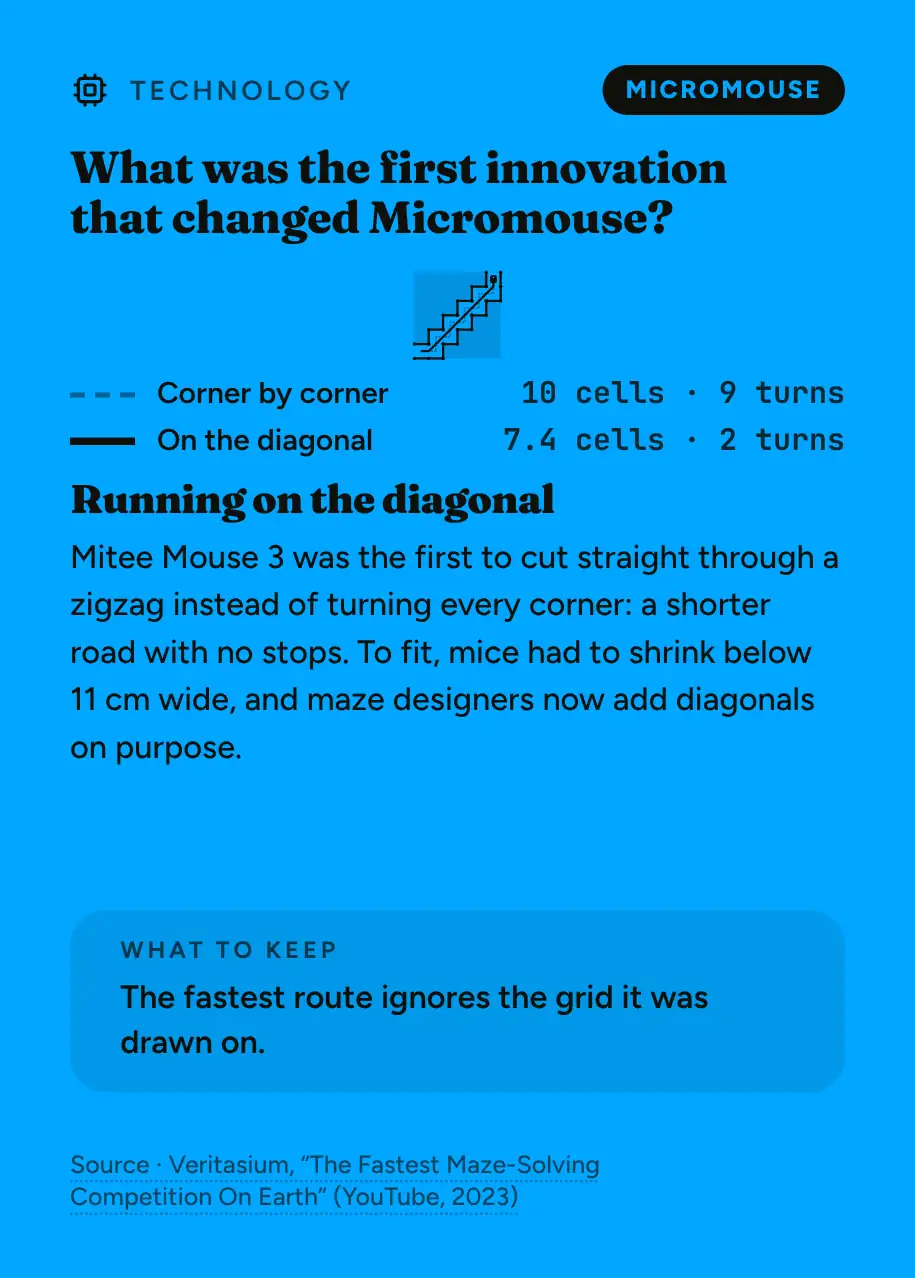 TECHNOLOGY
MICROMOUSE
What was the first innovation
that changed Micromouse?
Corner by corner 10 cells · 9 turns
On the diagonal 7.4 cells · 2 turns
Running on the diagonal
Mitee Mouse 3 was the first to cut straight through a
zigzag instead of turning every corner: a shorter
road with no stops. To fit, mice had to shrink below
11 cm wide, and maze designers now add diagonals
on purpose.
WHAT TO KEEP
The fastest route ignores the grid it was
drawn on.
Source · Veritasium, “The Fastest Maze-Solving
Competition On Earth” (YouTube, 2023)